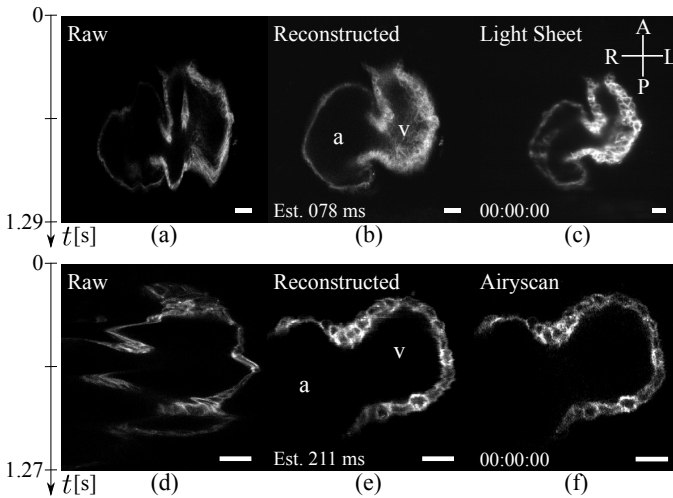 0
Raw
Reconstructed
Light Sheet
A
R L
P
a
v
Est. 078 ms
00:00:00
1.29
t[s]
(a)
(b)
(c)
0
Raw
Reconstructed
Airyscan
v
a
Est. 211 ms
00:00:00
1.27
t[s]
(d)
(e)
(f)